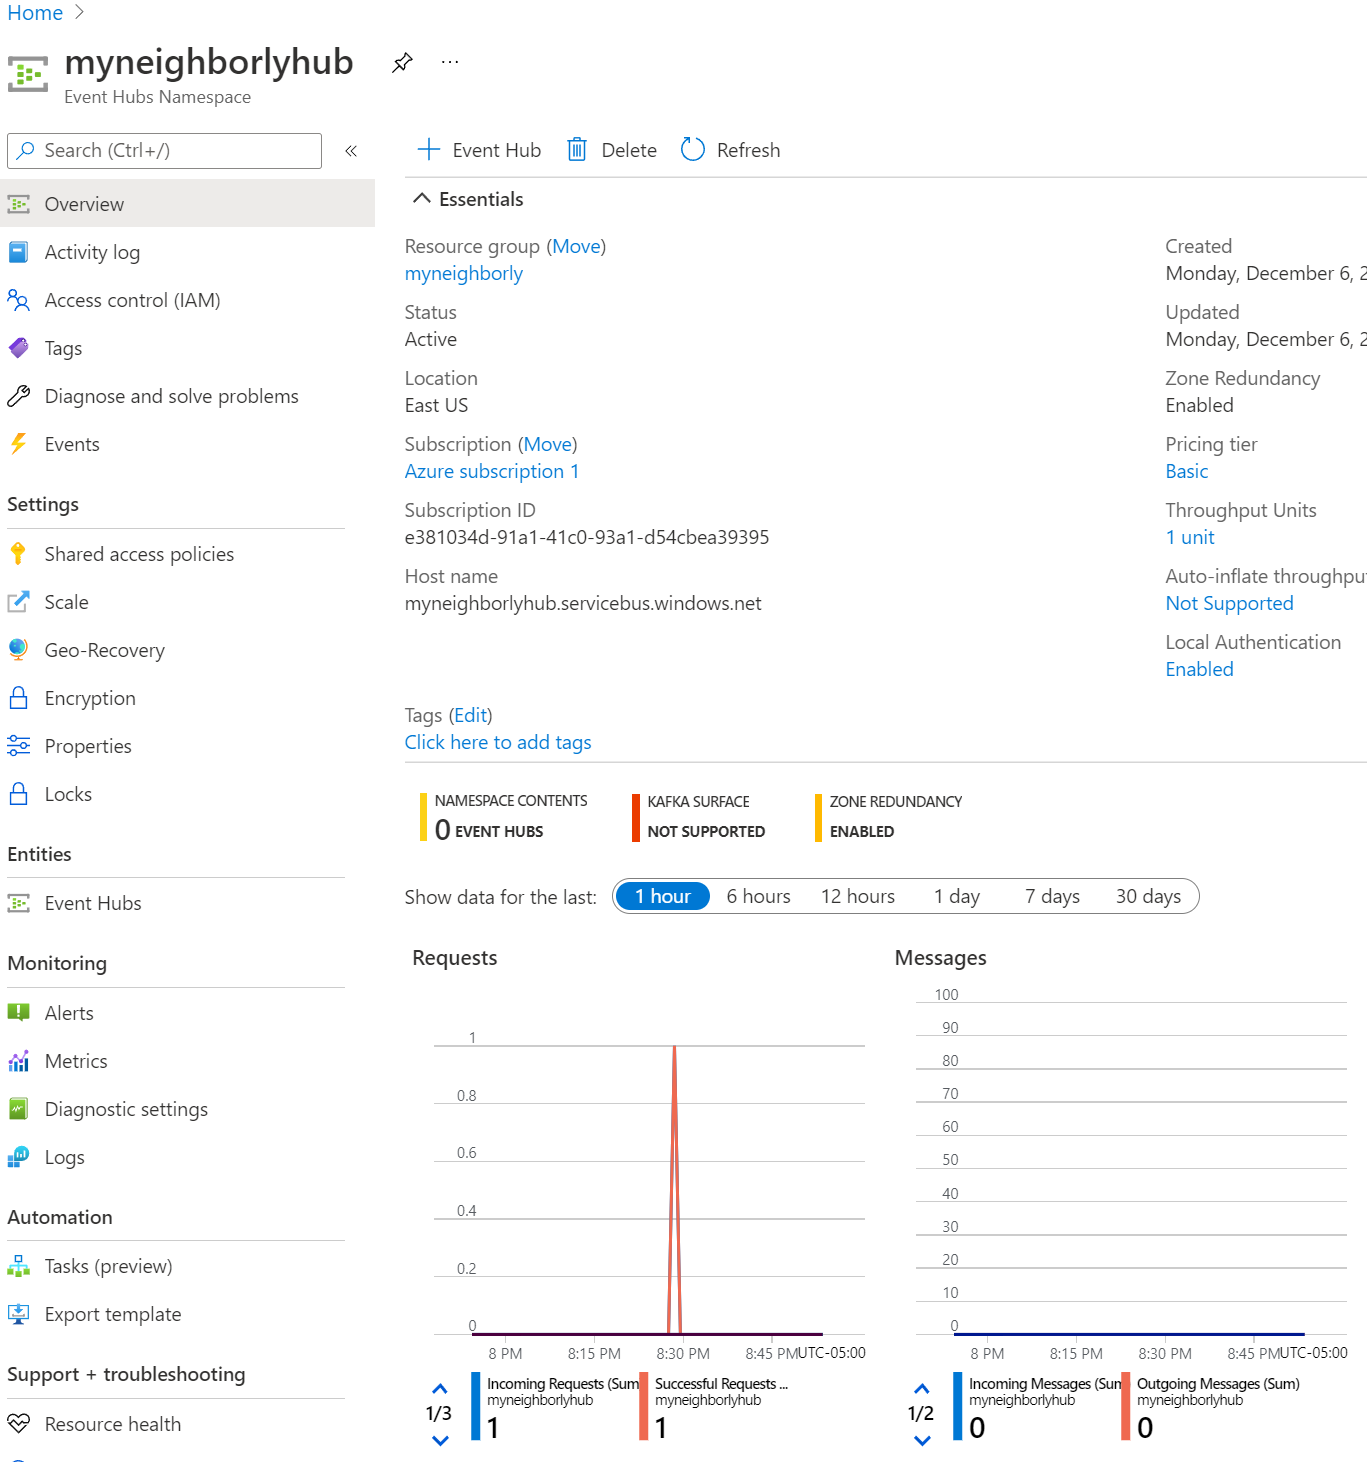 Home
myneighborlyhub
Event Hubs Namespace
Search (Ctrl+/)
Overview
Activity log
Access control (IAM)
Tags
Diagnose and solve problems
Events
Settings
Shared access policies
Scale
Geo-Recovery
Encryption
Properties
Locks
Entities
Event Hubs
Monitoring
Alerts
Metrics
Diagnostic settings
Logs
Automation
Tasks (preview)
Export template
Support + troubleshooting
Resource health
Event Hub Delete Refresh
Essentials
Resource group (Move)
myneighborly
Status
Active
Location
East US
Subscription (Move)
Azure subscription 1
Subscription ID
e381034d-91a1-41c0-93a1-d54cbea39395
Host name
myneighborlyhub.servicebus.windows.net
Created
Monday, December 6, 2
Updated
Monday, December 6, 2
Zone Redundancy
Enabled
Pricing tier
Basic
Throughput Units
1 unit
Auto-inflate throughput
Not Supported
Local Authentication
Enabled
Tags (Edit)
Click here to add tags
NAMESPACE CONTENTS
0 EVENT HUBS
KAFKA SURFACE
NOT SUPPORTED
ZONE REDUNDANCY
ENABLED
Show data for the last: 1 hour 6 hours 12 hours 1 day 7 days 30 days
Requests
1
0.8
0.6
0.4
0.2
0
8 PM 8:15 PM 8:30 PM 8:45 PM UTC-05:00
1/3
Incoming Requests (Sum
myneighborlyhub
1
Successful Requests ...
myneighborlyhub
1
Messages
100
90
80
70
60
50
40
30
20
10
0
8 PM 8:15 PM 8:30 PM 8:45 PM UTC-05:00
1/2
Incoming Messages (Sum
myneighborlyhub
0
Outgoing Messages (Sum)
myneighborlyhub
0